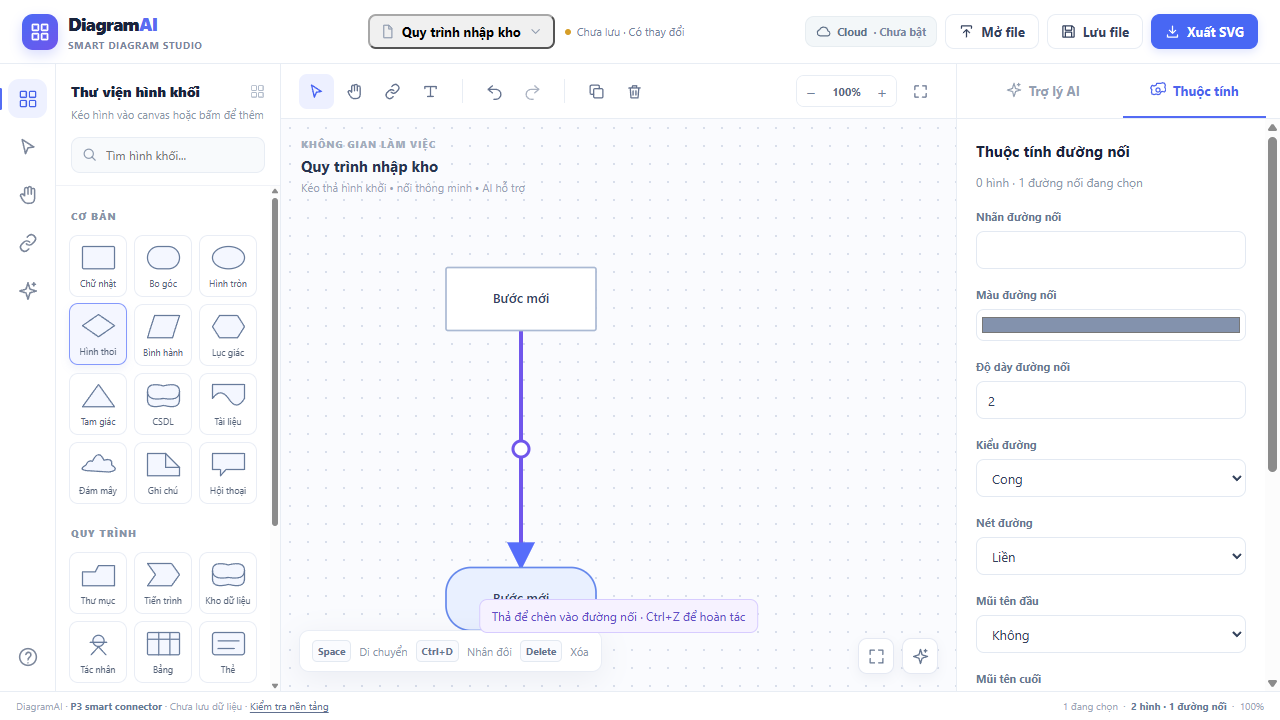 DiagramAI
SMART DIAGRAM STUDIO
Quy trình nhập kho
Chưa lưu · Có thay đổi
Cloud · Chưa bật
Mở file
Lưu file
Xuất SVG
Thư viện hình khối
Kéo hình vào canvas hoặc bấm để thêm
Tìm hình khối...
CƠ BẢN
Chữ nhật
Bo góc
Hình tròn
Hình thoi
Bình hành
Lục giác
Tam giác
CSDL
Tài liệu
Đám mây
Ghi chú
Hội thoại
QUY TRÌNH
Thư mục
Tiến trình
Kho dữ liệu
Tác nhân
Bảng
Thẻ
100%
KHÔNG GIAN LÀM VIỆC
Quy trình nhập kho
Kéo thả hình khối • nối thông minh • AI hỗ trợ
Bước mới
Bước mới
Thả để chèn vào đường nối · Ctrl+Z để hoàn tác
Space Di chuyển Ctrl+D Nhân đôi Delete Xóa
Trợ lý AI
Thuộc tính
Thuộc tính đường nối
0 hình · 1 đường nối đang chọn
Nhãn đường nối
Màu đường nối
Độ dày đường nối
2
Kiểu đường
Cong
Nét đường
Liền
Mũi tên đầu
Không
Mũi tên cuối
DiagramAI · P3 smart connector · Chưa lưu dữ liệu · Kiểm tra nền tảng
1 đang chọn · 2 hình • 1 đường nối · 100%